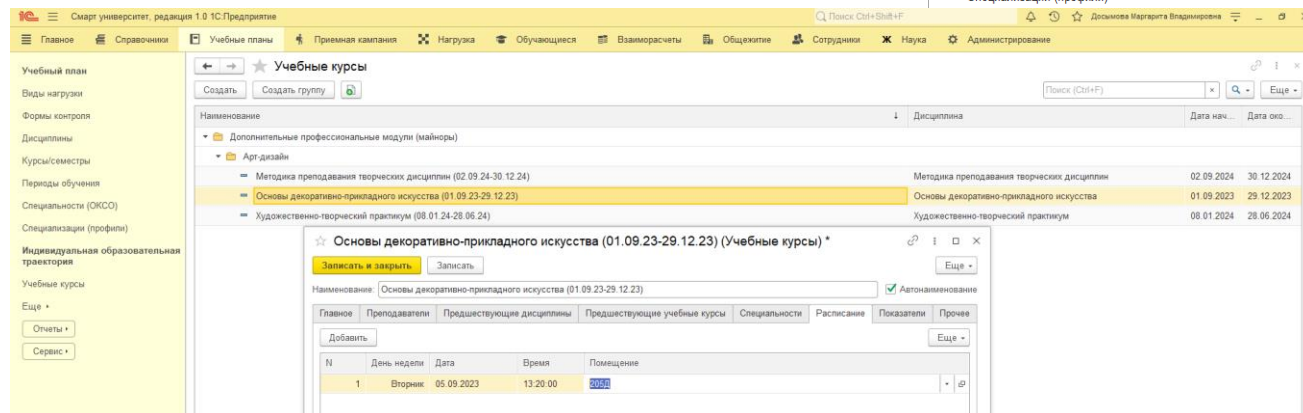 Специализации (профили)
1С Смарт университет, редакция 1.0 1С:Предприятие Поиск Ctrl+Shift+F Досымова Маргарита Владимировна
Главное Справочники Учебные планы Приемная кампания Нагрузка Обучающиеся Взаиморасчеты Общежитие Сотрудники Наука Администрирование
Учебный план
Виды нагрузки
Формы контроля
Дисциплины
Курсы/семестры
Периоды обучения
Специальности (ОКСО)
Специализации (профили)
Индивидуальная образовательная
траектория
Учебные курсы
Еще
Отчеты
Сервис
Учебные курсы
Создать Создать группу Поиск (Ctrl+F) × Еще
Наименование ↓ Дисциплина Дата нач... Дата око...
Дополнительные профессиональные модули (майноры)
Арт-дизайн
Методика преподавания творческих дисциплин (02.09.24-30.12.24) Методика преподавания творческих дисциплин 02.09.2024 30.12.2024
Основы декоративно-прикладного искусства (01.09.23-29.12.23) Основы декоративно-прикладного искусства 01.09.2023 29.12.2023
Художественно-творческий практикум (08.01.24-28.06.24) Художественно-творческий практикум 08.01.2024 28.06.2024
Основы декоративно-прикладного искусства (01.09.23-29.12.23) (Учебные курсы) *
Записать и закрыть Записать Еще
Наименование: Основы декоративно-прикладного искусства (01.09.23-29.12.23) Автонаименование
Главное Преподаватели Предшествующие дисциплины Предшествующие учебные курсы Специальности Расписание Показатели Прочее
Добавить Еще
N День недели Дата Время Помещение
1 Вторник 05.09.2023 13:20:00 205Д